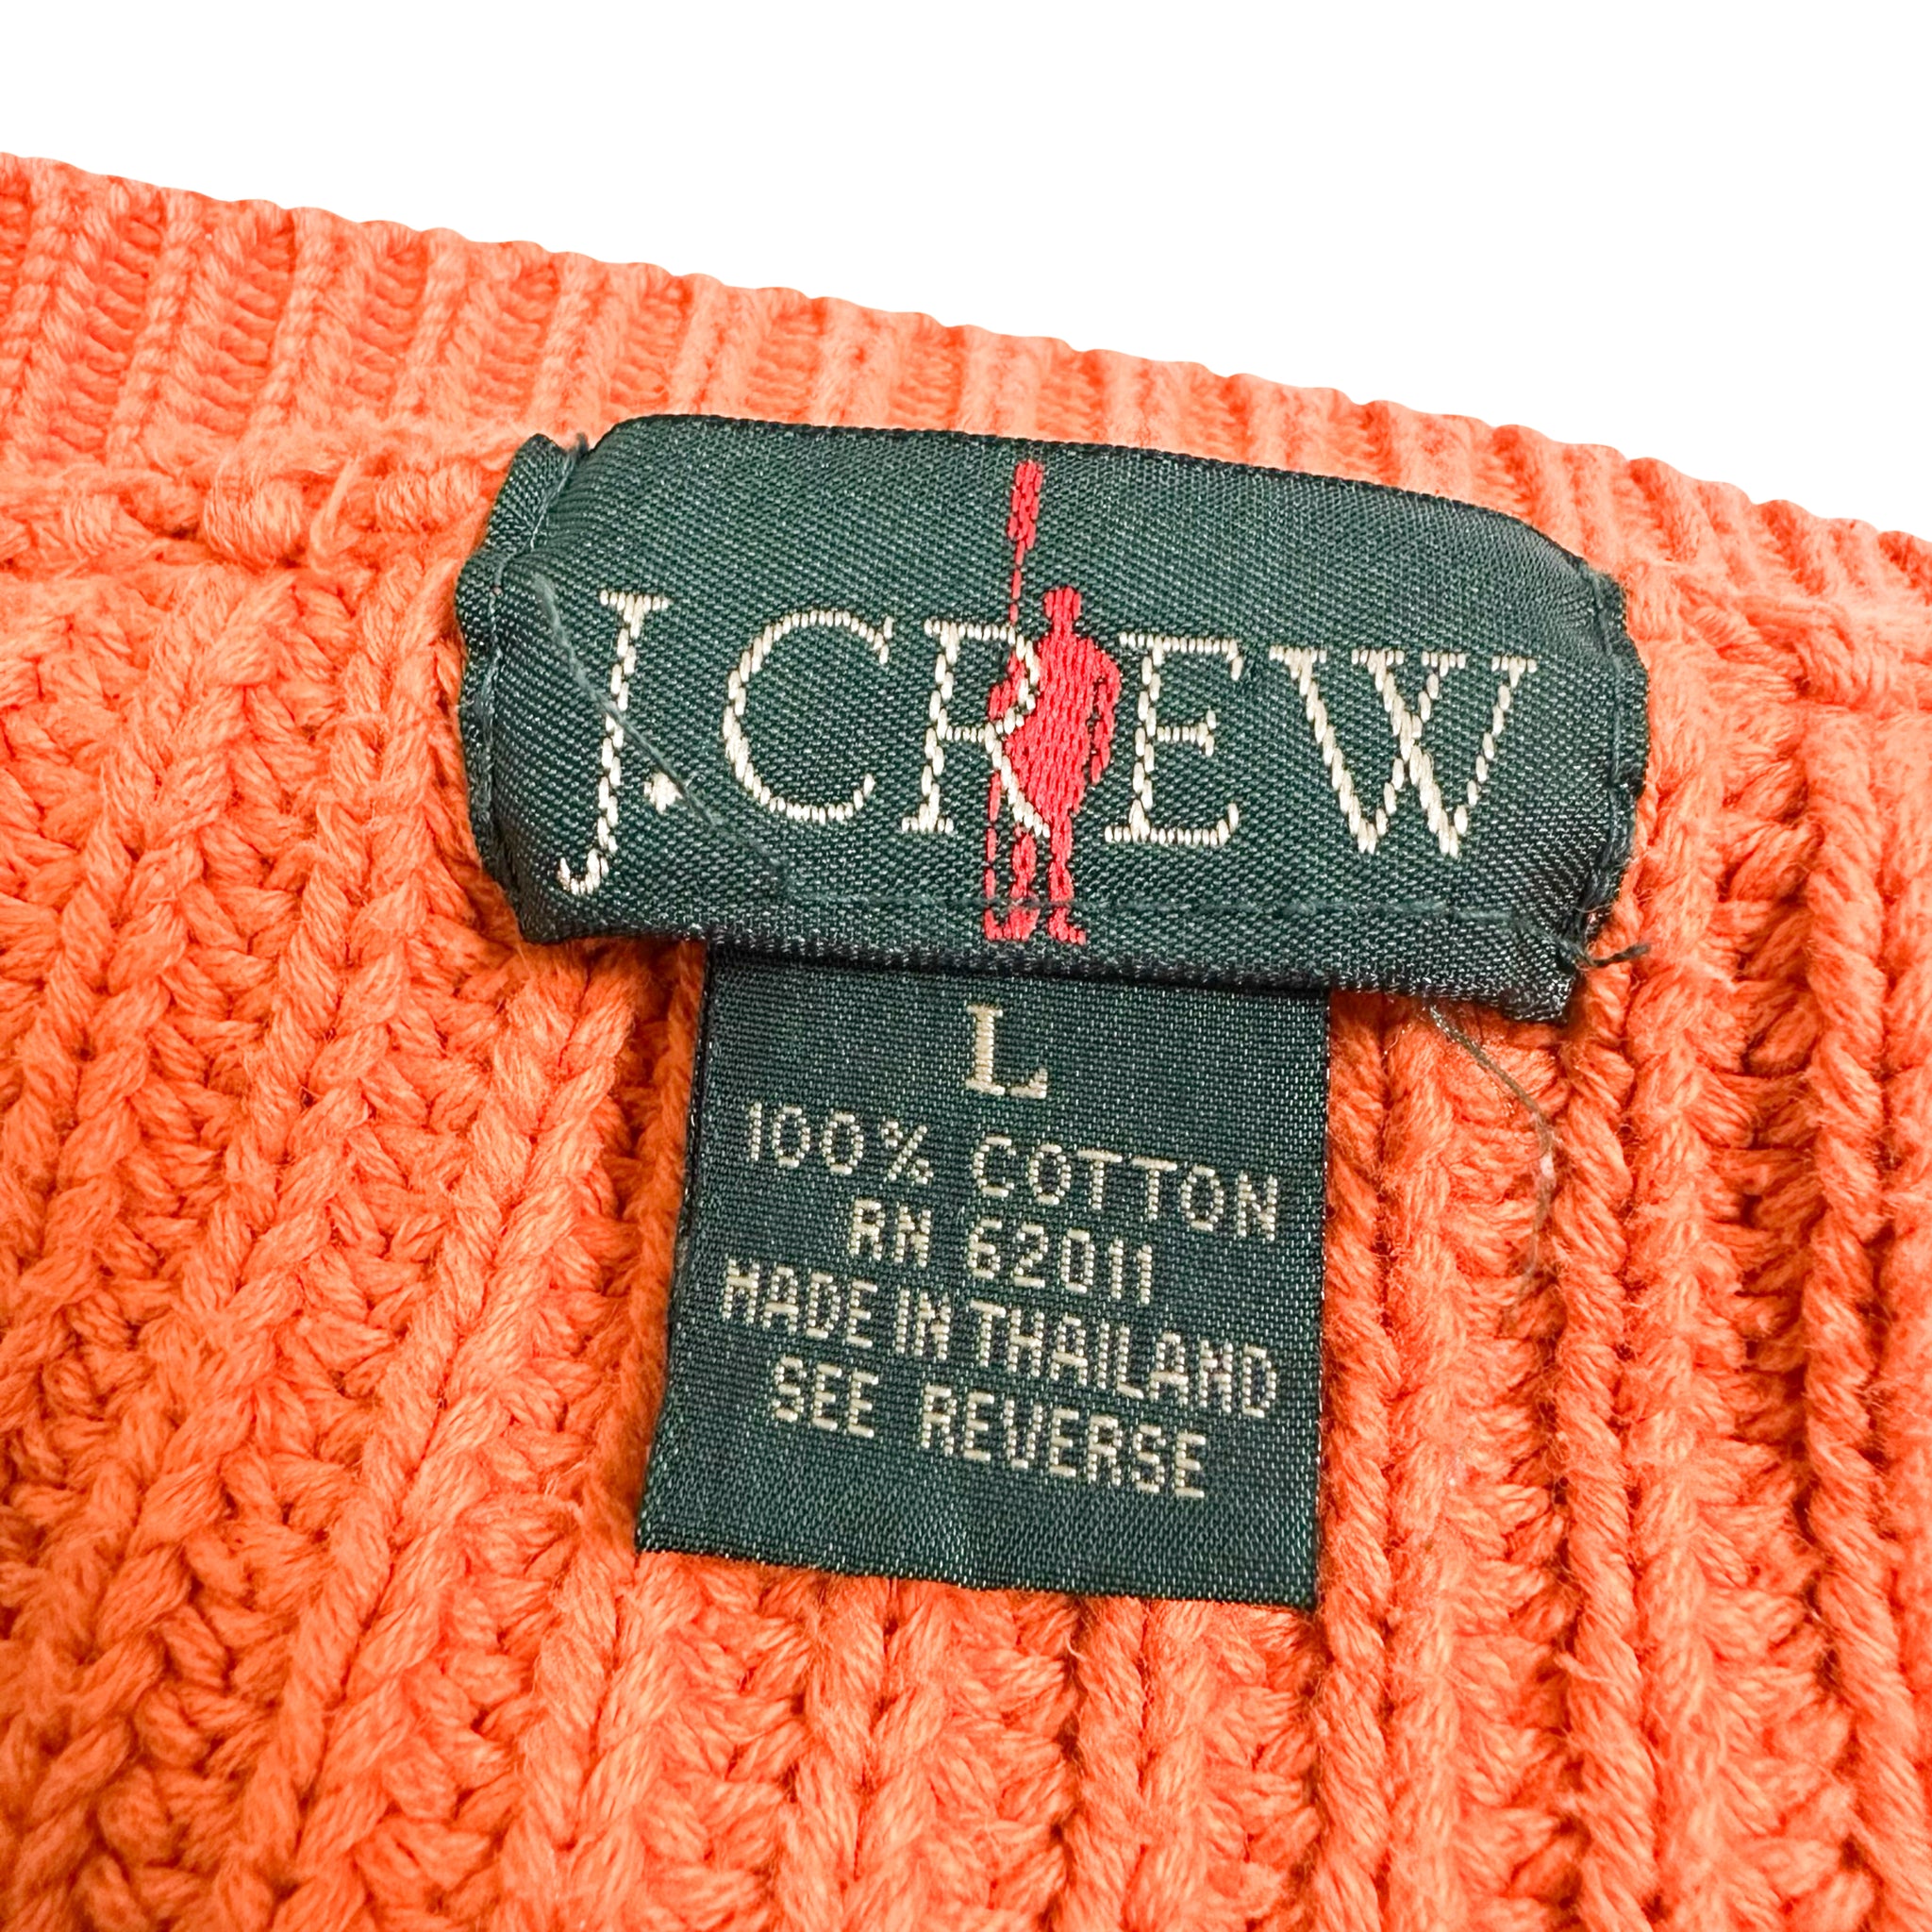 J.CREW
L
100% COTTON
RN 62011
MADE IN THAILAND
SEE REVERSE